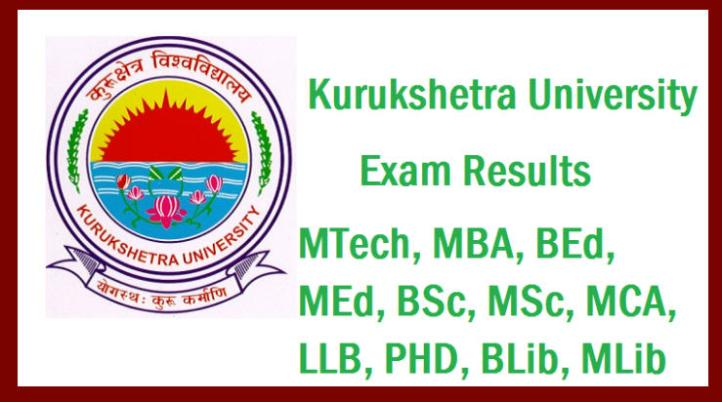 कुरुक्षेत्र विश्वविद्यालय
KURUKSHETRA UNIVERSITY
योगस्थ: कुरु कर्माणि
Kurukshetra University
Exam Results
MTech, MBA, BEd,
MEd, BSc, MSc, MCA,
LLB, PHD, BLib, MLib